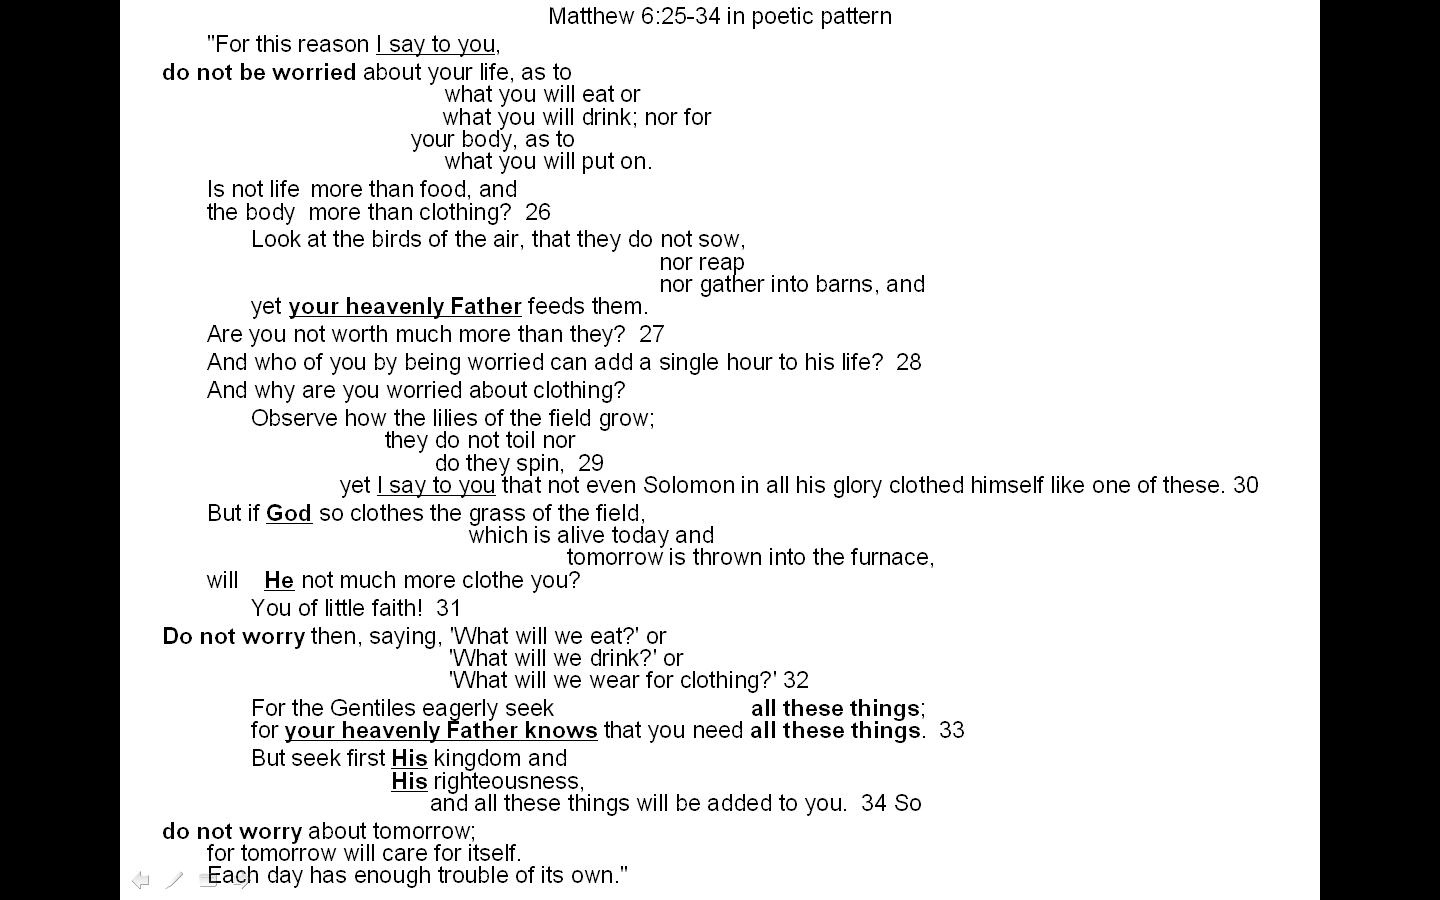 Matthew 6:25-34 in poetic pattern
"For this reason I say to you,
do not be worried about your life, as to
what you will eat or
what you will drink; nor for
your body, as to
what you will put on.
Is not life more than food, and
the body more than clothing? 26
Look at the birds of the air, that they do not sow,
nor reap
nor gather into barns, and
yet your heavenly Father feeds them.
Are you not worth much more than they? 27
And who of you by being worried can add a single hour to his life? 28
And why are you worried about clothing?
Observe how the lilies of the field grow;
they do not toil nor
do they spin, 29
yet I say to you that not even Solomon in all his glory clothed himself like one of these. 30
But if God so clothes the grass of the field,
which is alive today and
tomorrow is thrown into the furnace,
will He not much more clothe you?
You of little faith! 31
Do not worry then, saying, 'What will we eat?' or
'What will we drink?' or
'What will we wear for clothing?' 32
For the Gentiles eagerly seek all these things;
for your heavenly Father knows that you need all these things. 33
But seek first His kingdom and
His righteousness,
and all these things will be added to you. 34 So
do not worry about tomorrow;
for tomorrow will care for itself.
Each day has enough trouble of its own."